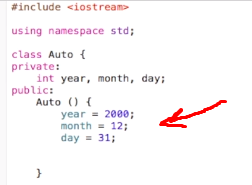 #include <iostream>
using namespace std;
class Auto {
private:
int year, month, day;
public:
Auto () {
year = 2000;
month = 12;
day = 31;
}